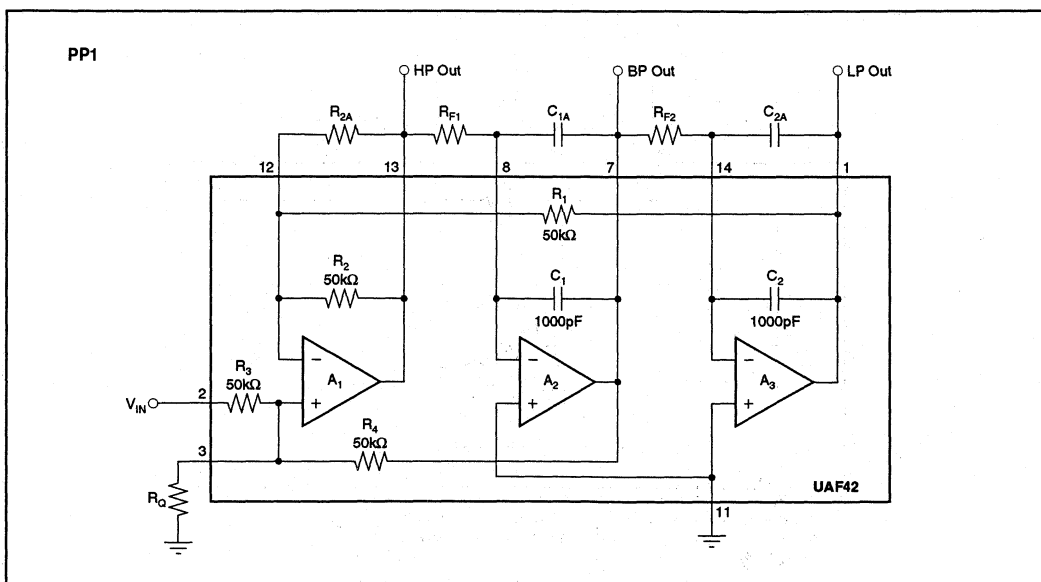 PP1
HP Out
BP Out
LP Out
R2A
RF1
C1A
RF2
C2A
12
13
8
7
14
1
R1
50kΩ
R2
50kΩ
C1
1000pF
C2
1000pF
R3
50kΩ
2
VIN
−
A1
+
−
A2
+
−
A3
+
R4
50kΩ
3
RQ
UAF42
11